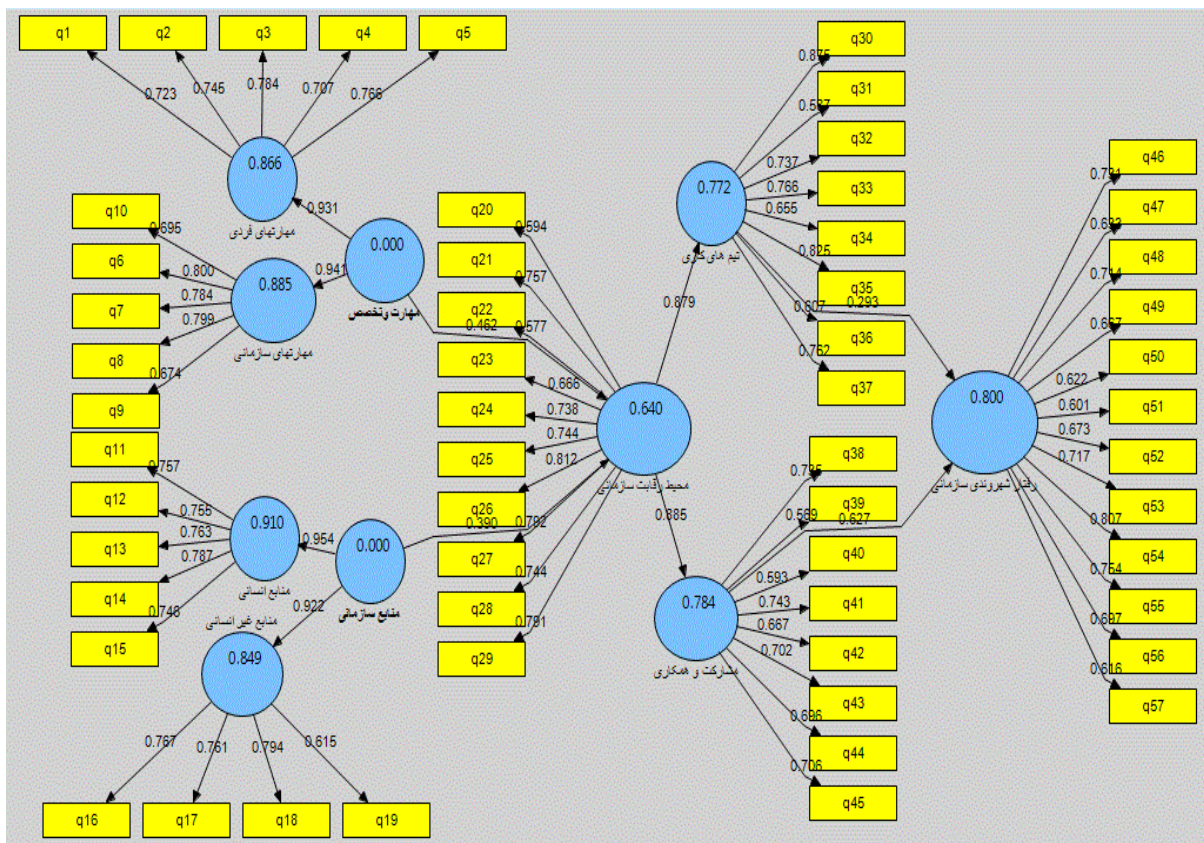 q1
q2
q3
q4
q5
0.723
0.745
0.784
0.707
0.766
0.866
مهارتهای فردی
0.931
q10
q6
q7
q8
q9
0.695
0.800
0.784
0.799
0.674
0.885
مهارتهای سازمانی
0.941
0.000
مهارت وتخصص
0.462
q11
q12
q13
q14
q15
0.757
0.763
0.787
0.910
منابع انسانی
0.954
0.000
منابع سازمانی
0.390
0.922
منابع غیر انسانی
0.849
0.767
0.761
0.794
0.615
q16
q17
q18
q19
q20
q21
q22
q23
q24
q25
q26
q27
q28
q29
0.594
0.757
0.577
0.666
0.738
0.744
0.812
0.744
0.791
0.640
محیط رقابت سازمانی
0.879
0.885
0.772
تیم های کاری
q30
q31
q32
q33
q34
q35
q36
q37
0.875
0.737
0.766
0.655
0.825
0.607
0.762
0.293
0.784
مشارکت و همکاری
q38
q39
q40
q41
q42
q43
q44
q45
0.569
0.593
0.743
0.667
0.702
0.696
0.706
0.627
0.800
رفتار شهروندی سازمانی
q46
q47
q48
q49
q50
q51
q52
q53
q54
q55
q56
q57
0.714
0.622
0.601
0.673
0.717
0.807
0.754
0.697
0.616